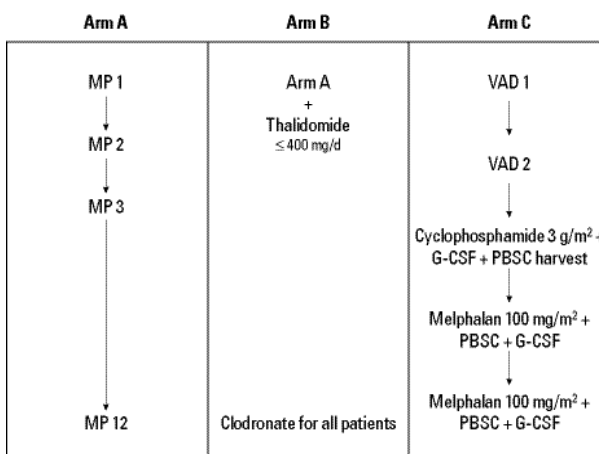 Arm A
Arm B
Arm C
MP 1
MP 2
MP 3
MP 12
Arm A
+
Thalidomide
≤ 400 mg/d
Clodronate for all patients
VAD 1
VAD 2
Cyclophosphamide 3 g/m² +
G-CSF + PBSC harvest
Melphalan 100 mg/m² +
PBSC + G-CSF
Melphalan 100 mg/m² +
PBSC + G-CSF